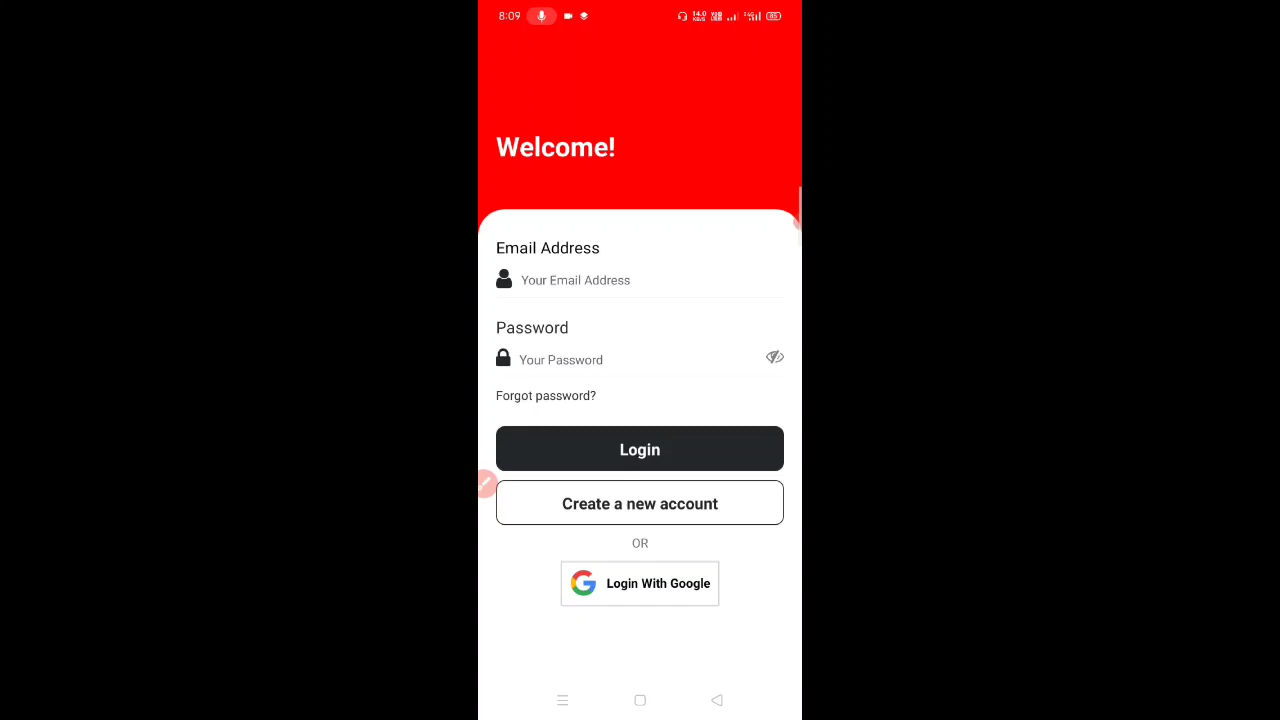 8:09
Welcome!
Email Address
Your Email Address
Password
Your Password
Forgot password?
Login
Create a new account
OR
Login With Google